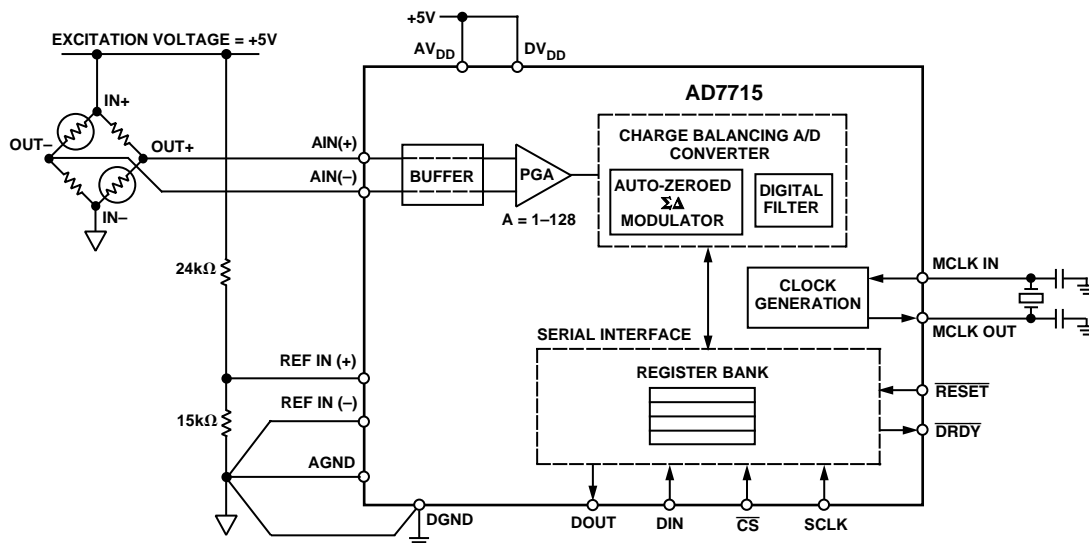 +5V
EXCITATION VOLTAGE = +5V
AVDD
DVDD
AD7715
IN+
OUT–
OUT+
IN–
AIN(+)
AIN(–)
BUFFER
PGA
A = 1–128
CHARGE BALANCING A/D
CONVERTER
AUTO-ZEROED
ΣΔ
MODULATOR
DIGITAL
FILTER
CLOCK
GENERATION
MCLK IN
MCLK OUT
24kΩ
SERIAL INTERFACE
REGISTER BANK
REF IN (+)
REF IN (–)
15kΩ
AGND
RESET
DRDY
DGND
DOUT
DIN
CS
SCLK